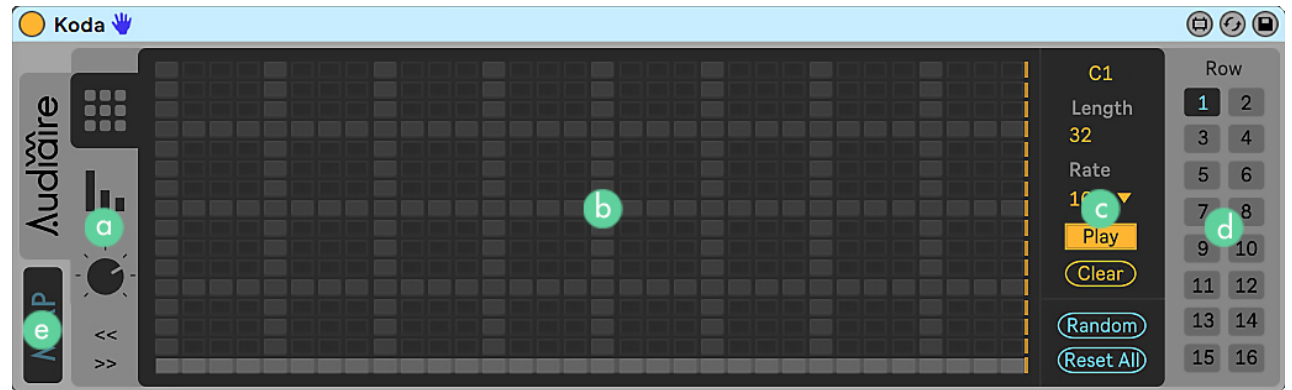 Koda
Audiaire
<<
>>
a
b
C1
Length
32
Rate
c
Play
Clear
Random
Reset All
Row
1 2
3 4
5 6
7 8
d
9 10
11 12
13 14
15 16
e